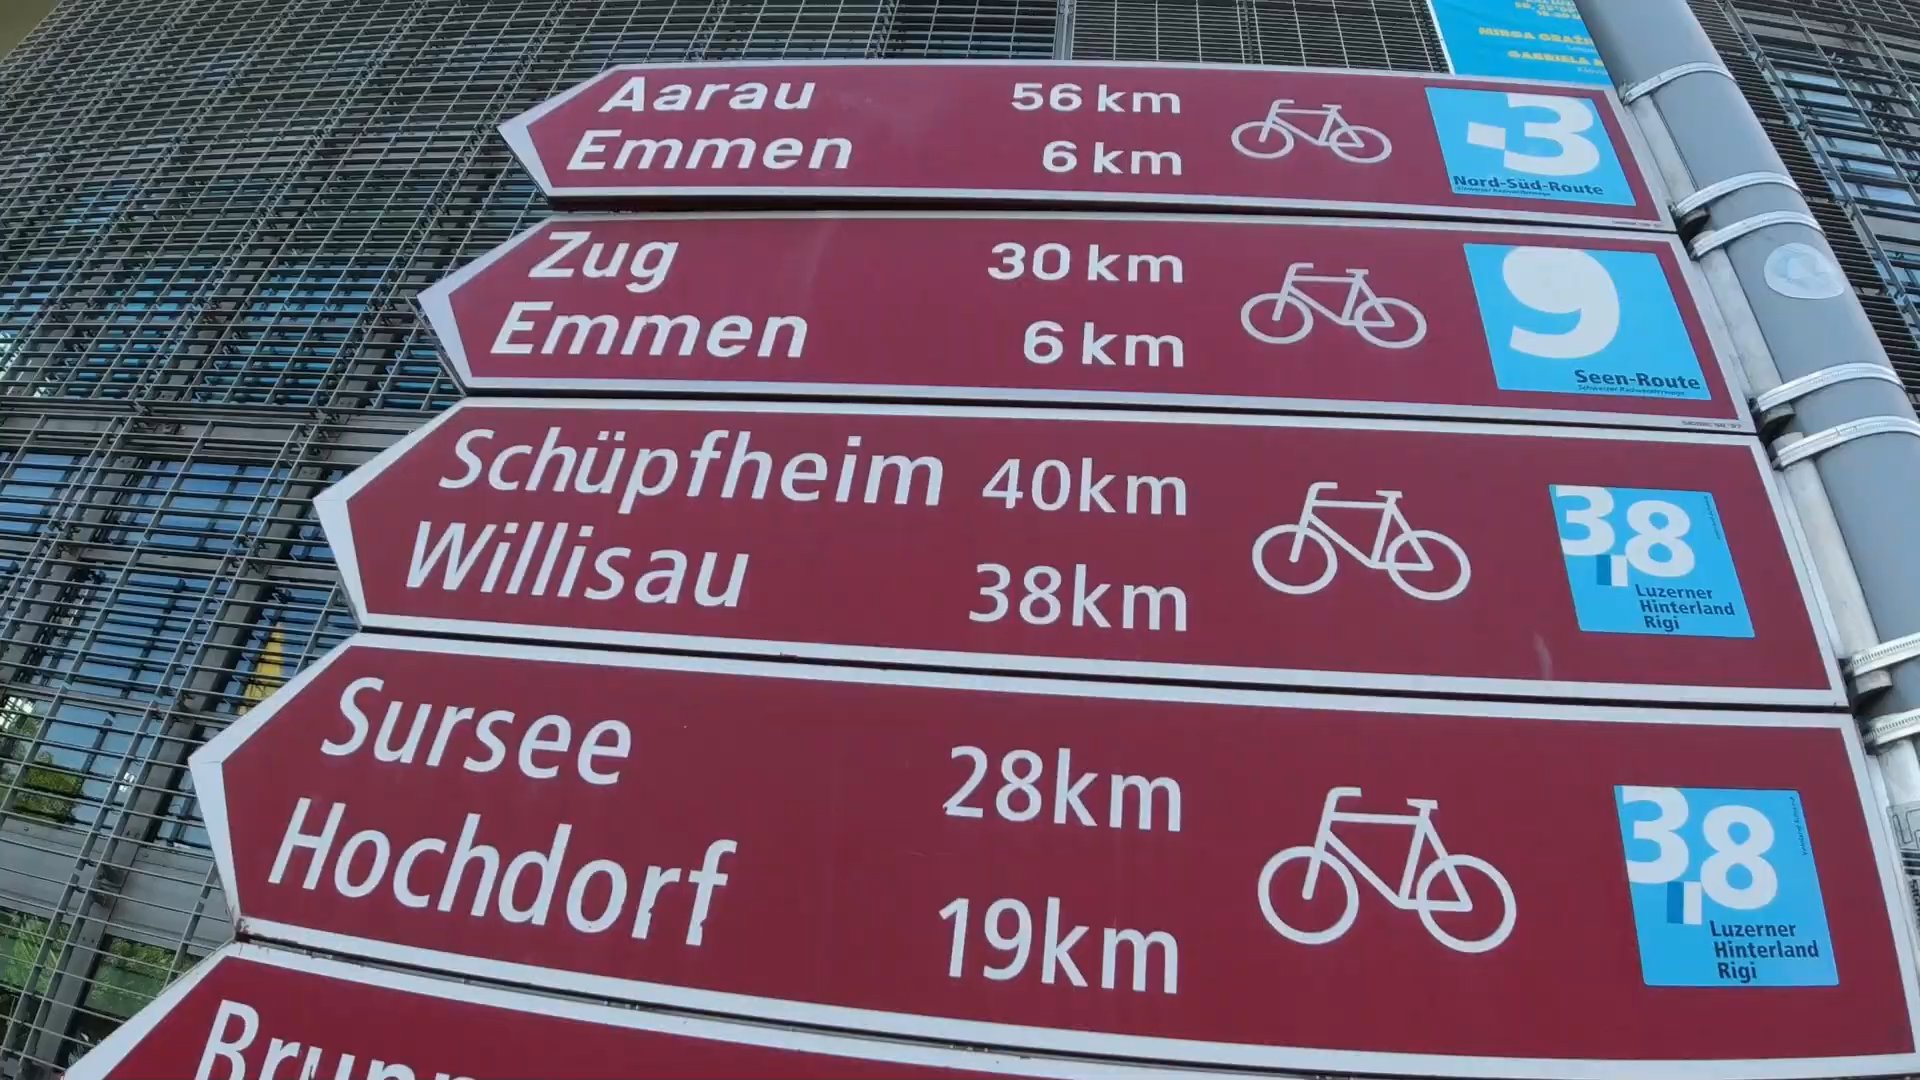 Aarau 56 km
Emmen 6 km
3
Nord-Süd-Route
Zug 30 km
Emmen 6 km
9
Seen-Route
Schüpfheim 40km
Willisau 38km
38
Luzerner
Hinterland
Rigi
Sursee 28km
Hochdorf 19km
38
Luzerner
Hinterland
Rigi